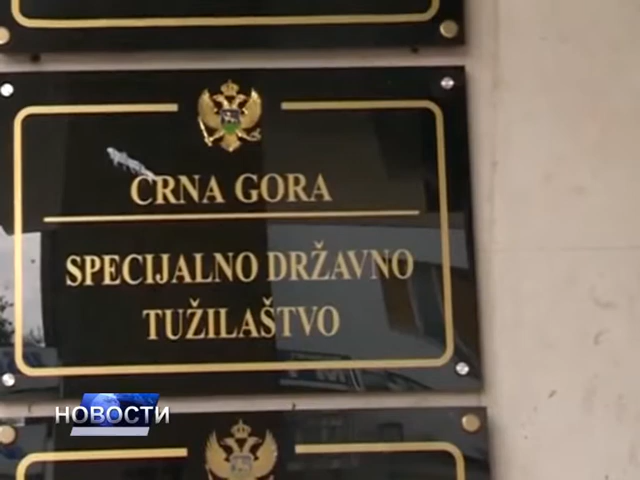 CRNA GORA
SPECIJALNO DRŽAVNO
TUŽILAŠTVO
НОВОСТИ